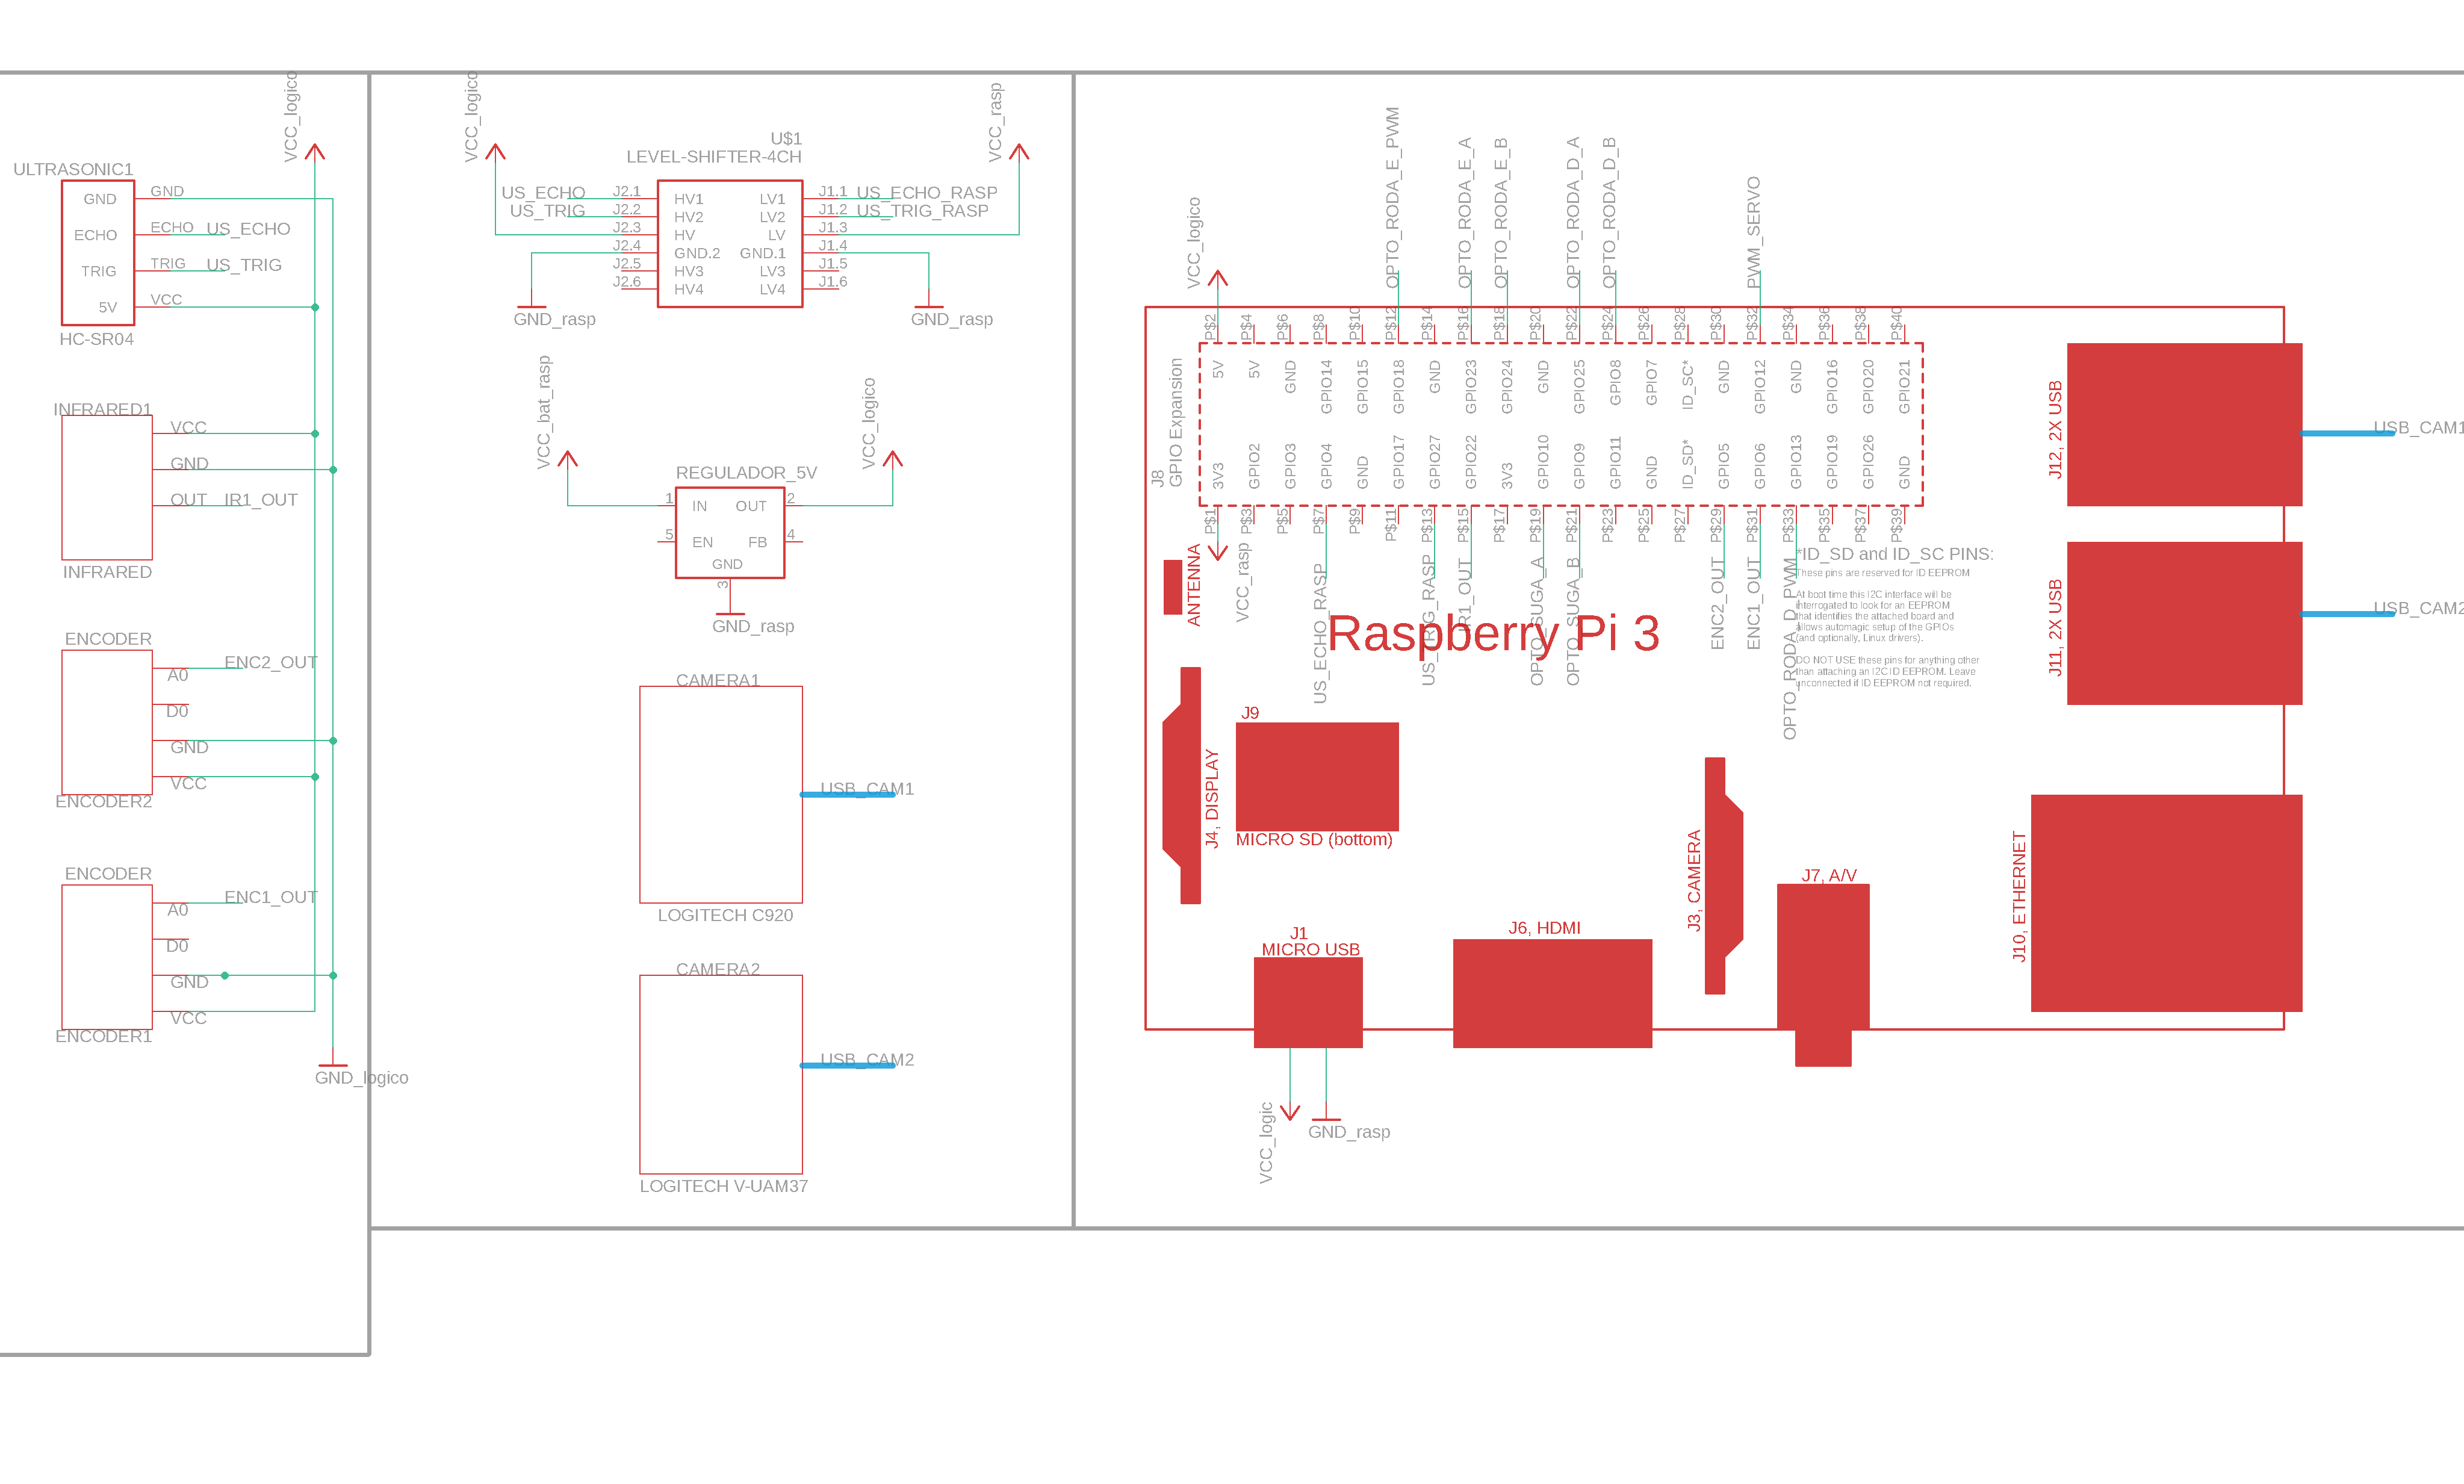 VCC_logico
ULTRASONIC1
GND
ECHO
TRIG
5V
GND
ECHO US_ECHO
TRIG US_TRIG
VCC
HC-SR04
INFRARED1
VCC
GND
OUT IR1_OUT
INFRARED
ENCODER
A0 ENC2_OUT
D0
GND
VCC
ENCODER2
ENCODER
A0 ENC1_OUT
D0
GND
VCC
ENCODER1
GND_logico
VCC_logico
U$1
LEVEL-SHIFTER-4CH
VCC_rasp
US_ECHO J2.1 HV1 LV1 J1.1 US_ECHO_RASP
US_TRIG J2.2 HV2 LV2 J1.2 US_TRIG_RASP
J2.3 HV LV J1.3
J2.4 GND.2 GND.1 J1.4
J2.5 HV3 LV3 J1.5
J2.6 HV4 LV4 J1.6
GND_rasp
GND_rasp
VCC_bat_rasp
VCC_logico
REGULADOR_5V
1 IN OUT 2
5 EN FB 4
GND
3
GND_rasp
CAMERA1
USB_CAM1
LOGITECH C920
CAMERA2
USB_CAM2
LOGITECH V-UAM37
VCC_logico
OPTO_RODA_E_PWM
OPTO_RODA_E_A
OPTO_RODA_E_B
OPTO_RODA_D_A
OPTO_RODA_D_B
PWM_SERVO
P$2 P$4 P$6 P$8 P$10 P$12 P$14 P$16 P$18 P$20 P$22 P$24 P$26 P$28 P$30 P$32 P$34 P$36 P$38 P$40
5V 5V GND GPIO14 GPIO15 GPIO18 GND GPIO23 GPIO24 GND GPIO25 GPIO8 GPIO7 ID_SC* GND GPIO12 GND GPIO16 GPIO20 GPIO21
J8
GPIO Expansion
3V3 GPIO2 GPIO3 GPIO4 GND GPIO17 GPIO27 GPIO22 3V3 GPIO10 GPIO9 GPIO11 GND ID_SD* GPIO5 GPIO6 GPIO13 GPIO19 GPIO26 GND
P$1 P$3 P$5 P$7 P$9 P$11 P$13 P$15 P$17 P$19 P$21 P$23 P$25 P$27 P$29 P$31 P$33 P$35 P$37 P$39
ANTENNA
VCC_rasp
US_ECHO_RASP
US_TRIG_RASP
IR1_OUT
OPTO_SUGA_A
OPTO_SUGA_B
ENC2_OUT
ENC1_OUT
OPTO_RODA_D_PWM
*ID_SD and ID_SC PINS:
These pins are reserved for ID EEPROM
At boot time this I2C interface will be
interrogated to look for an EEPROM
that identifies the attached board and
allows automagic setup of the GPIOs
(and optionally, Linux drivers).
DO NOT USE these pins for anything other
than attaching an I2C ID EEPROM. Leave
unconnected if ID EEPROM not required.
Raspberry Pi 3
J12, 2X USB
USB_CAM1
J11, 2X USB
USB_CAM2
J4, DISPLAY
J9
MICRO SD (bottom)
J3, CAMERA
J7, A/V
J10, ETHERNET
J1
MICRO USB
J6, HDMI
VCC_logic
GND_rasp